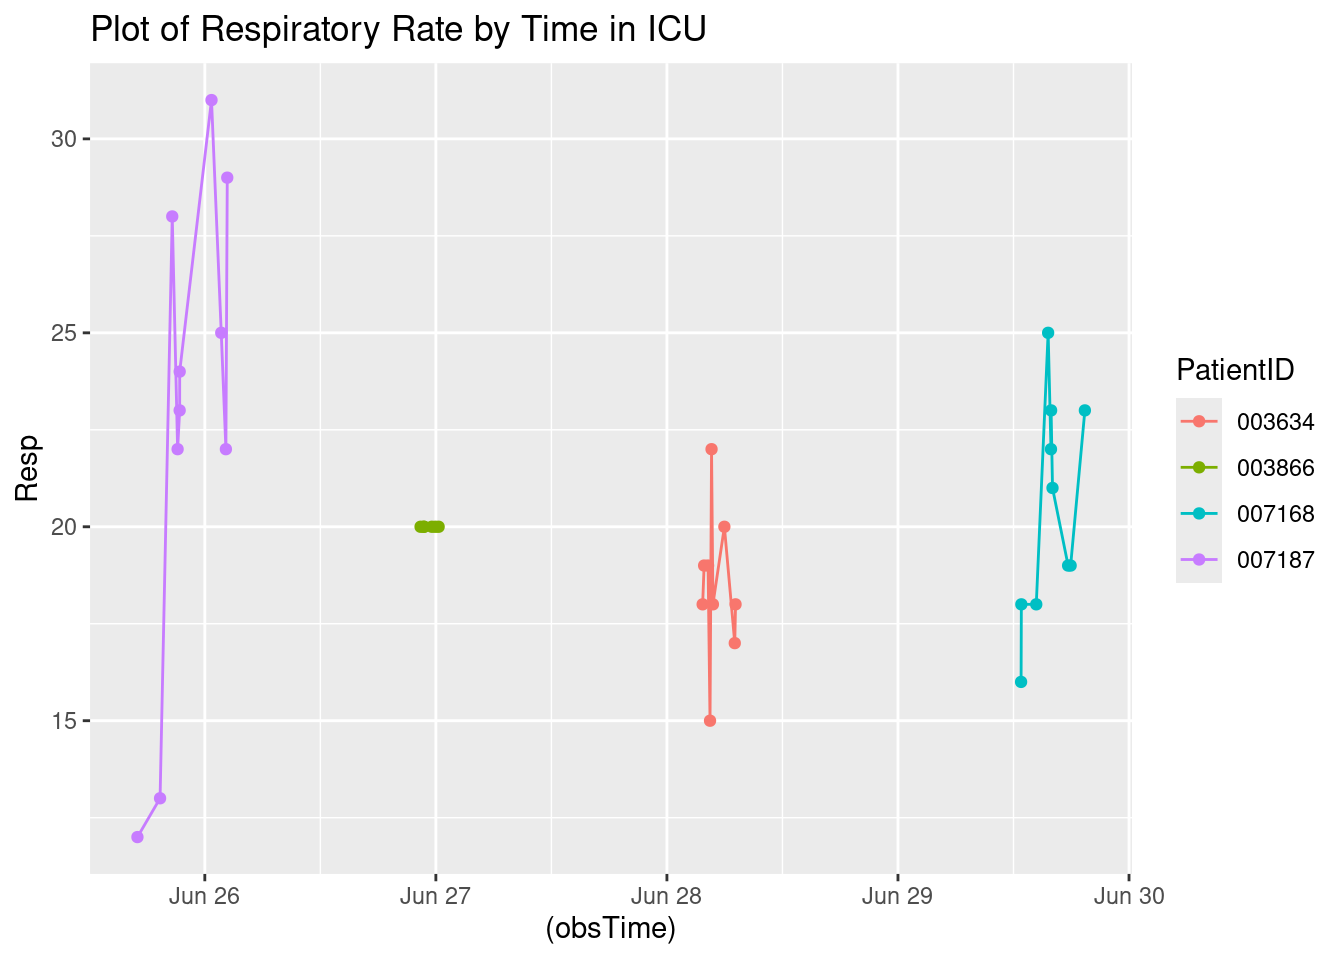 Plot of Respiratory Rate by Time in ICU
30
25
20
15
Resp
Jun 26
Jun 27
Jun 28
Jun 29
Jun 30
(obsTime)
PatientID
003634
003866
007168
007187